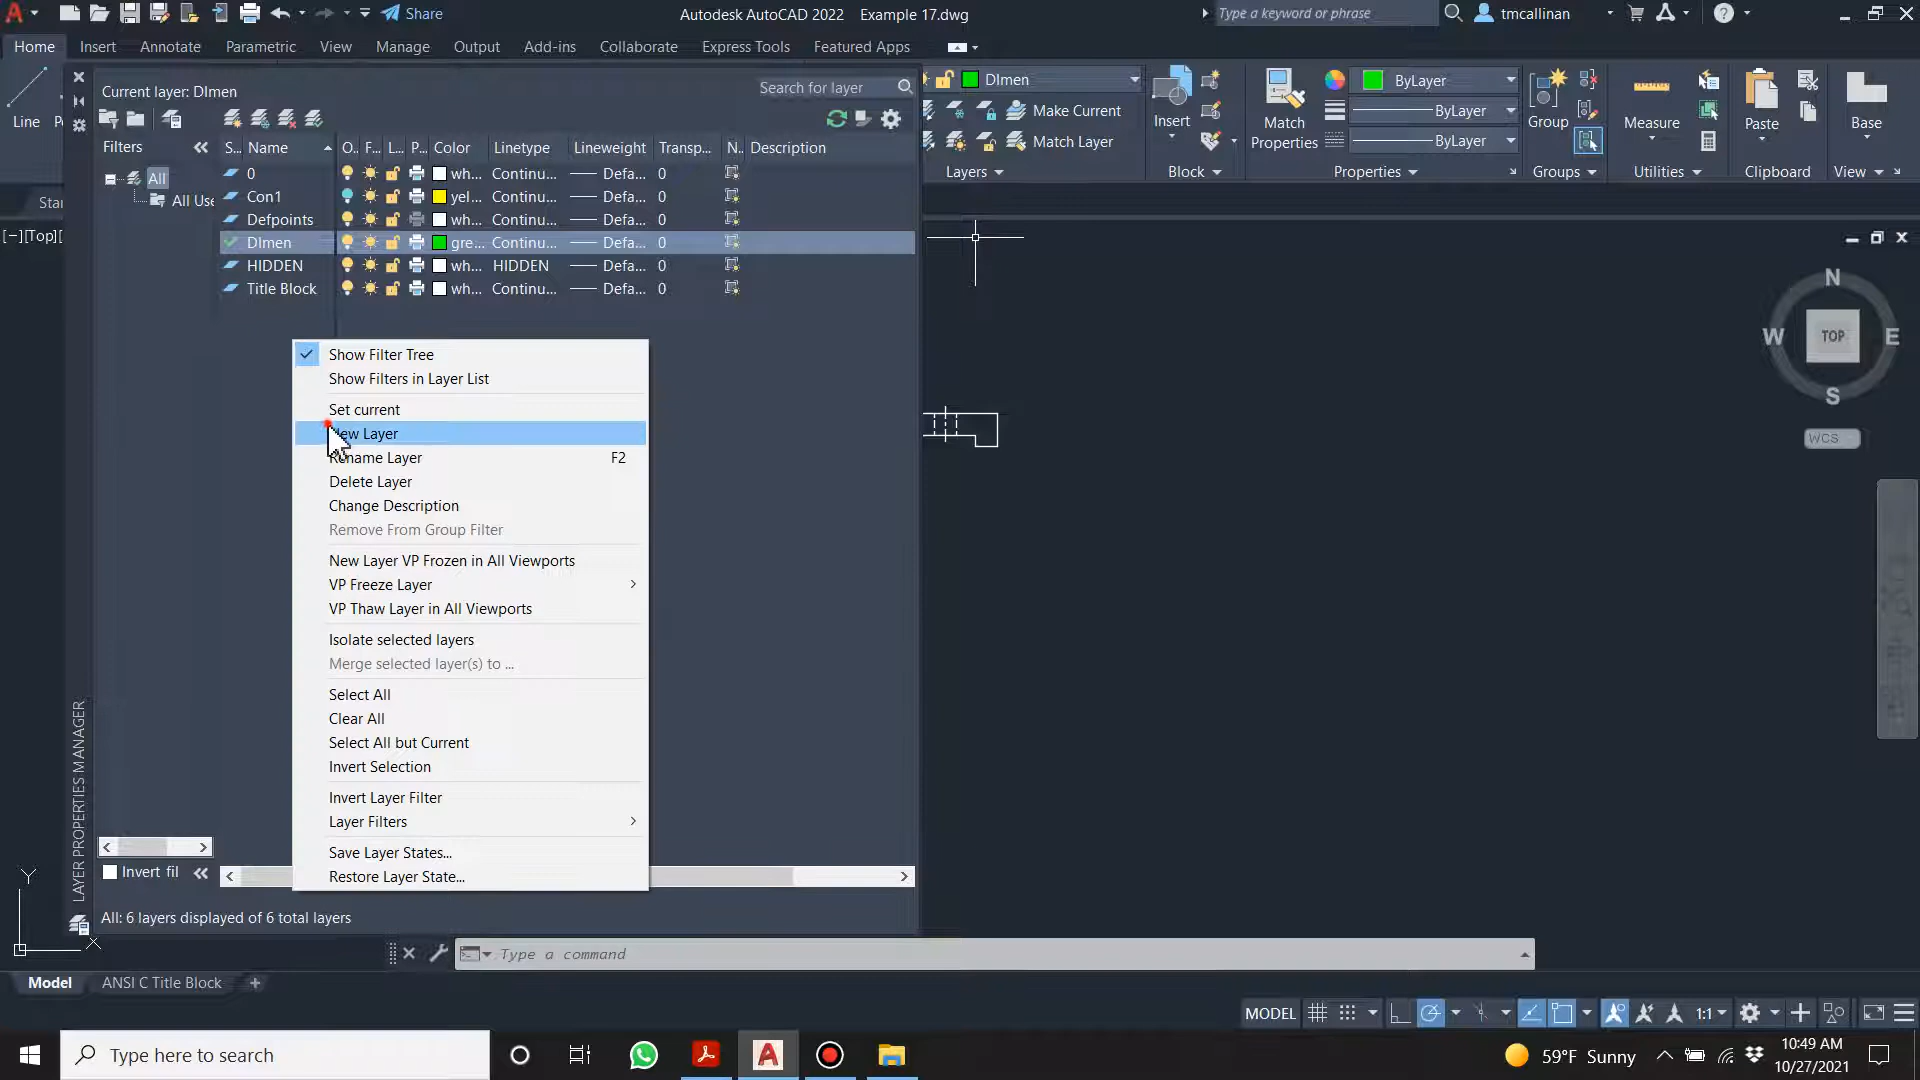 Share
Autodesk AutoCAD 2022 Example 17.dwg
Type a keyword or phrase
tmcallinan
Home Insert Annotate Parametric View Manage Output Add-ins Collaborate Express Tools Featured Apps
Line
Current layer: DImen
Search for layer
Filters
S... Name O.. F... L... P... Color Linetype Lineweight Transp... N. Description
All
All Use
0 wh... Continu... Defa... 0
Con1 yel... Continu... Defa... 0
Defpoints wh... Continu... Defa... 0
DImen gre... Continu... Defa... 0
HIDDEN wh... HIDDEN Defa... 0
Title Block wh... Continu... Defa... 0
Show Filter Tree
Show Filters in Layer List
Set current
New Layer
Rename Layer F2
Delete Layer
Change Description
Remove From Group Filter
New Layer VP Frozen in All Viewports
VP Freeze Layer
VP Thaw Layer in All Viewports
Isolate selected layers
Merge selected layer(s) to ...
Select All
Clear All
Select All but Current
Invert Selection
Invert Layer Filter
Layer Filters
Save Layer States...
Restore Layer State...
Invert fil
All: 6 layers displayed of 6 total layers
LAYER PROPERTIES MANAGER
DImen
Make Current
Match Layer
Layers
Insert
Block
Match
Properties
ByLayer
ByLayer
ByLayer
Properties
Group
Groups
Measure
Utilities
Paste
Clipboard
Base
View
Star
[−][Top][
N
W TOP E
S
WCS
Y
X
Type a command
Model ANSI C Title Block +
MODEL 1:1
Type here to search
59°F Sunny
10:49 AM
10/27/2021